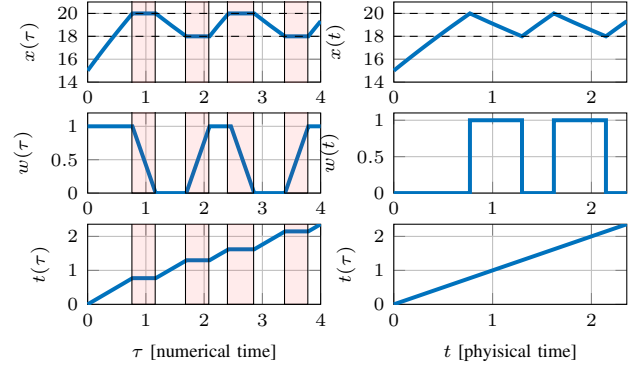 20
18
16
14
x(τ)
0 1 2 3 4
20
18
16
14
x(t)
0 1 2
1
0.5
0
w(τ)
0 1 2 3 4
1
0.5
0
w(t)
0 1 2
2
1
0
t(τ)
0 1 2 3 4
τ [numerical time]
2
1
0
t(τ)
0 1 2
t [phyisical time]